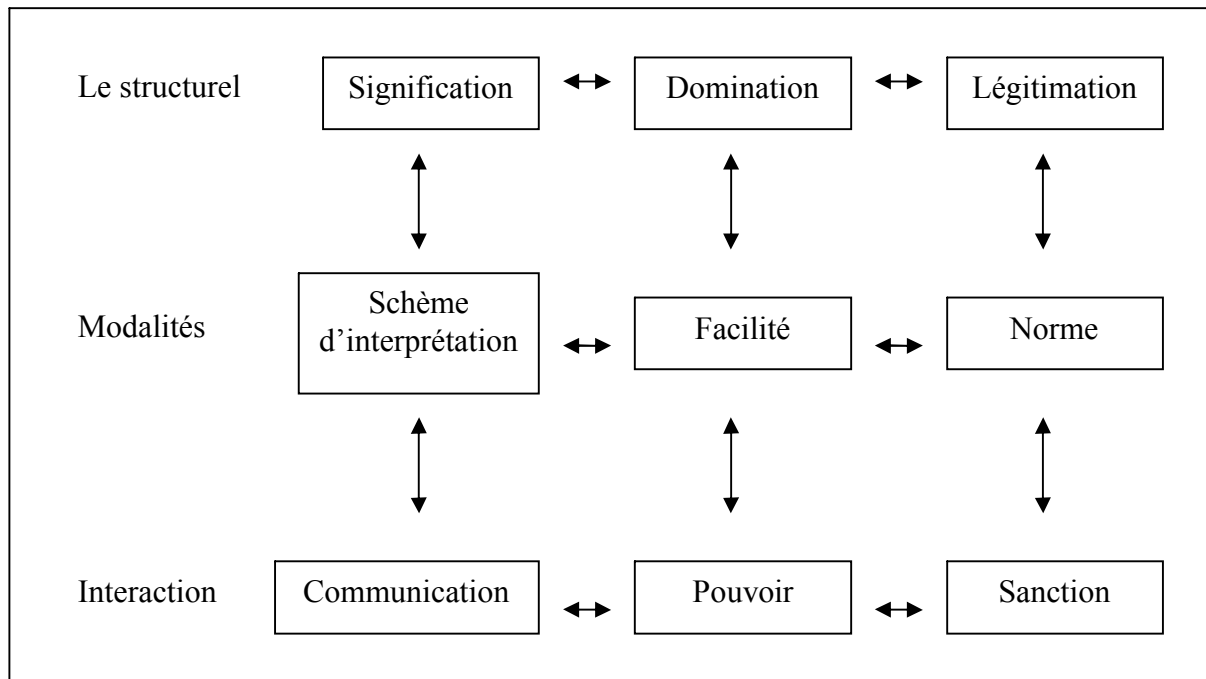 Le structurel Signification Domination Légitimation
Modalités Schème d’interprétation Facilité Norme
Interaction Communication Pouvoir Sanction